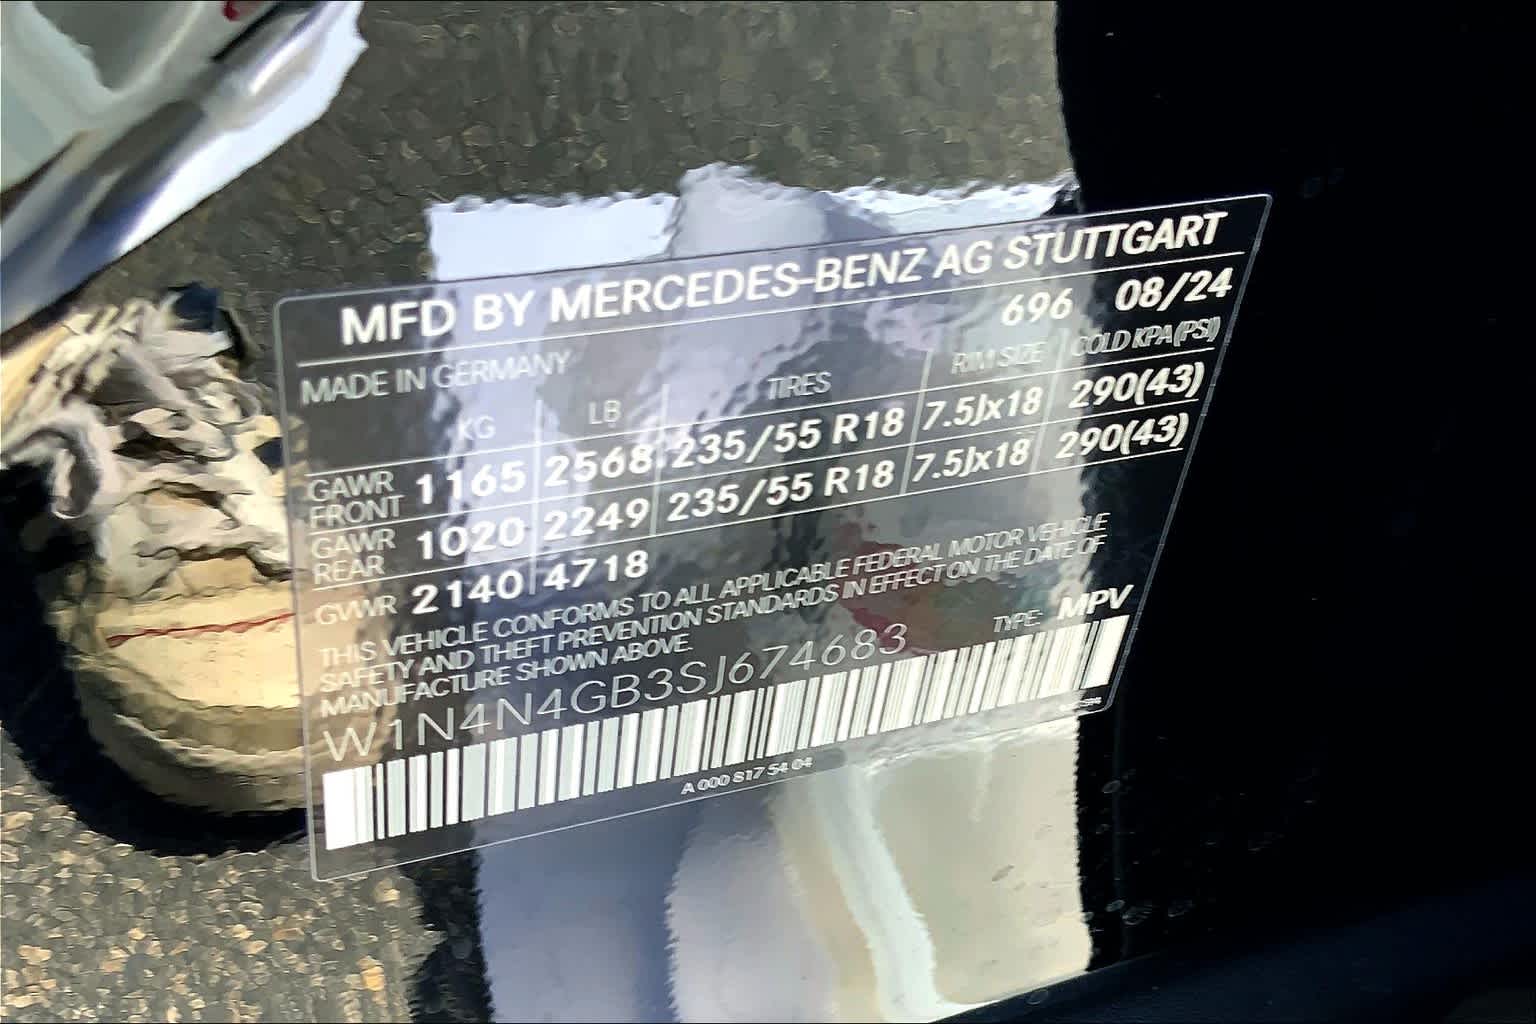 MFD BY MERCEDES-BENZ AG STUTTGART
MADE IN GERMANY 696 08/24
KG LB TIRES RIM SIZE COLD KPA(PSI)
GAWR FRONT 1165 2568 235/55 R18 7.5Jx18 290(43)
GAWR REAR 1020 2249 235/55 R18 7.5Jx18 290(43)
GVWR 2140 4718
THIS VEHICLE CONFORMS TO ALL APPLICABLE FEDERAL MOTOR VEHICLE
SAFETY AND THEFT PREVENTION STANDARDS IN EFFECT ON THE DATE OF
MANUFACTURE SHOWN ABOVE.
W1N4N4GB3SJ674683 TYPE: MPV
A 000 817 54 04